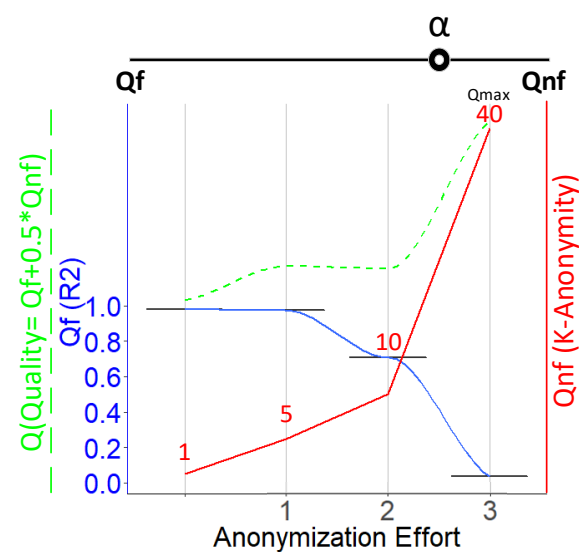 α
Qf
Qnf
Qmax
40
Q(Quality= Qf+0.5*Qnf)
Qf (R2)
1.0
0.8
0.6
0.4
0.2
0.0
10
5
1
Qnf (K-Anonymity)
1 2 3
Anonymization Effort